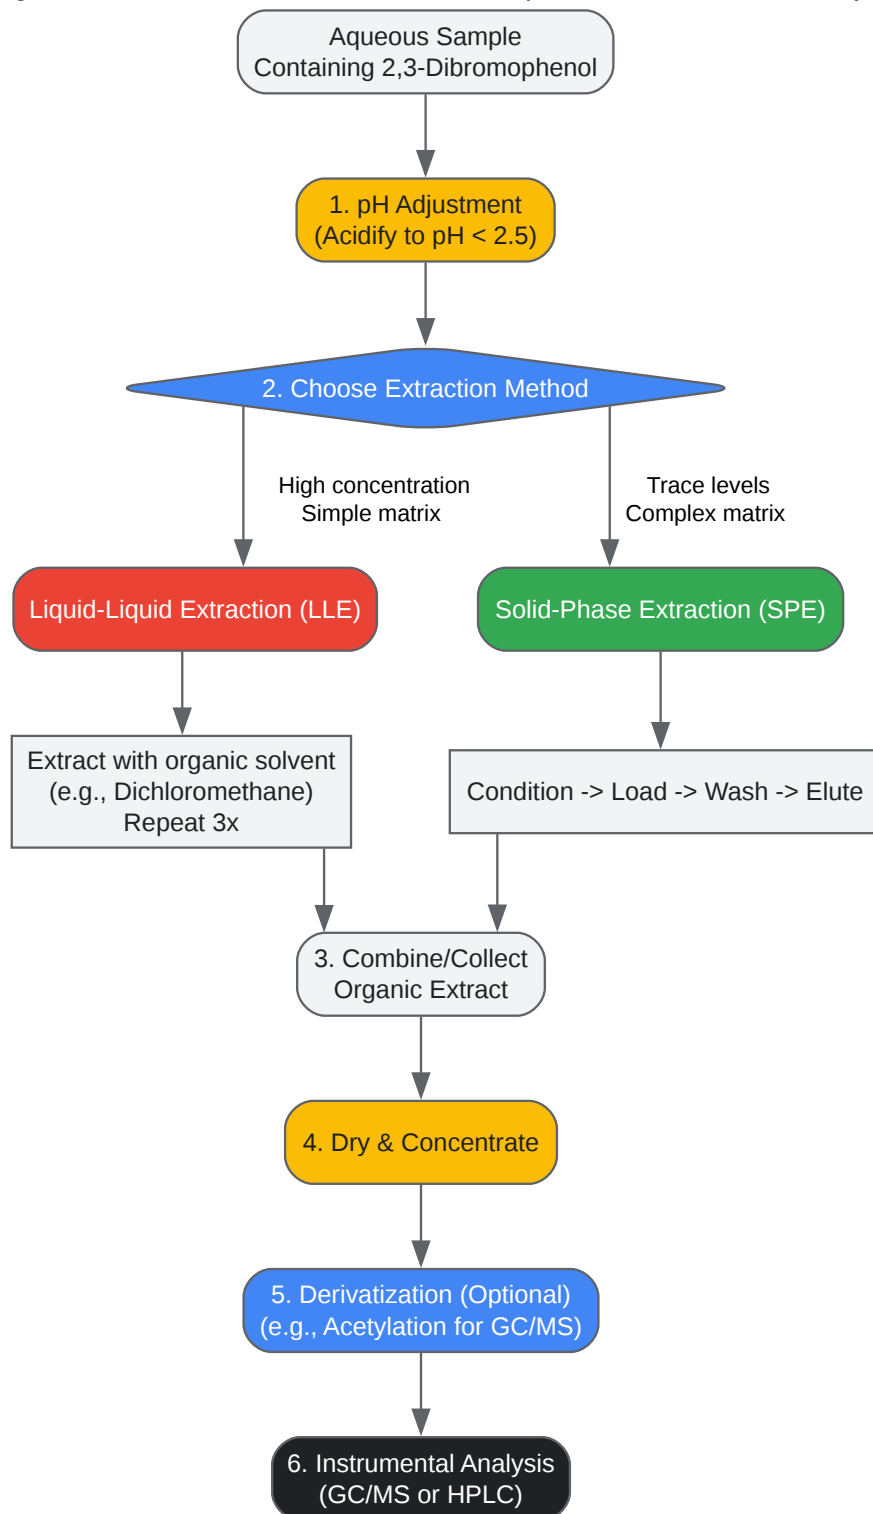 Aqueous Sample
Containing 2,3-Dibromophenol
1. pH Adjustment
(Acidify to pH < 2.5)
2. Choose Extraction Method
High concentration
Simple matrix
Trace levels
Complex matrix
Liquid-Liquid Extraction (LLE)
Solid-Phase Extraction (SPE)
Extract with organic solvent
(e.g., Dichloromethane)
Repeat 3x
Condition -> Load -> Wash -> Elute
3. Combine/Collect
Organic Extract
4. Dry & Concentrate
5. Derivatization (Optional)
(e.g., Acetylation for GC/MS)
6. Instrumental Analysis
(GC/MS or HPLC)